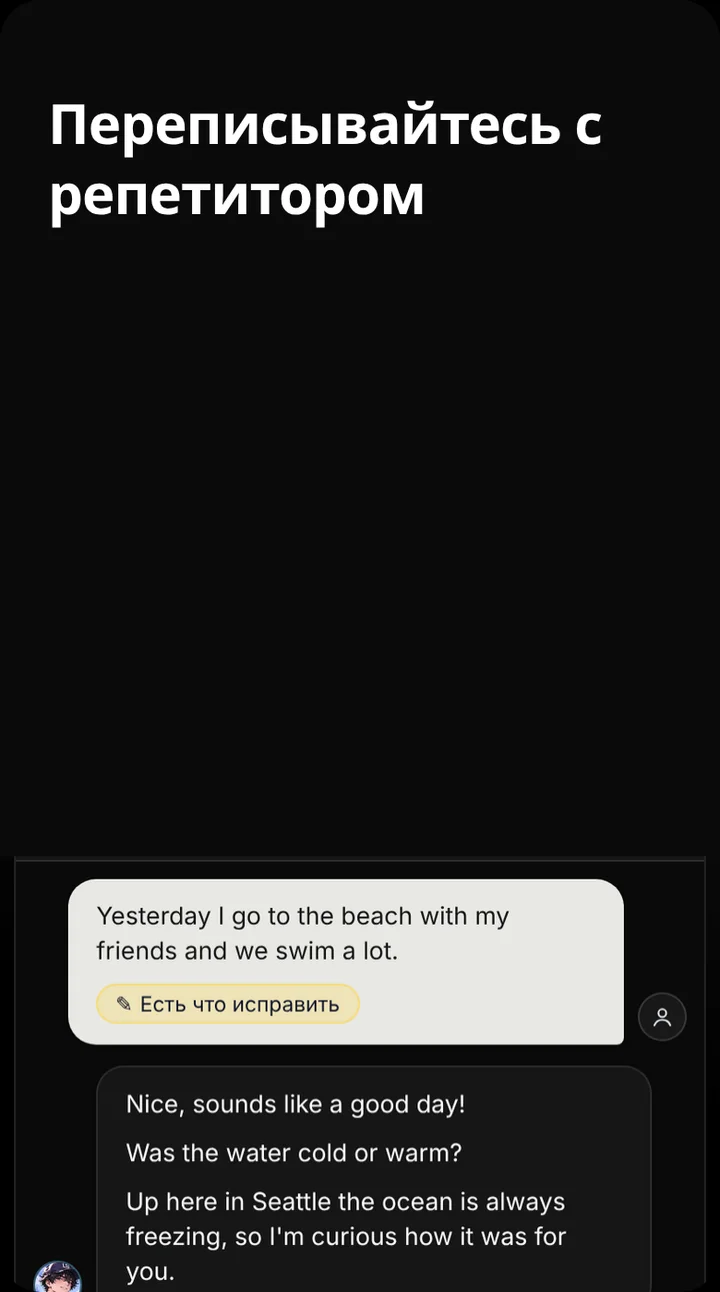 Переписывайтесь с
репетитором
Yesterday I go to the beach with my
friends and we swim a lot.
✎ Есть что исправить
Nice, sounds like a good day!
Was the water cold or warm?
Up here in Seattle the ocean is always
freezing, so I'm curious how it was for
you.